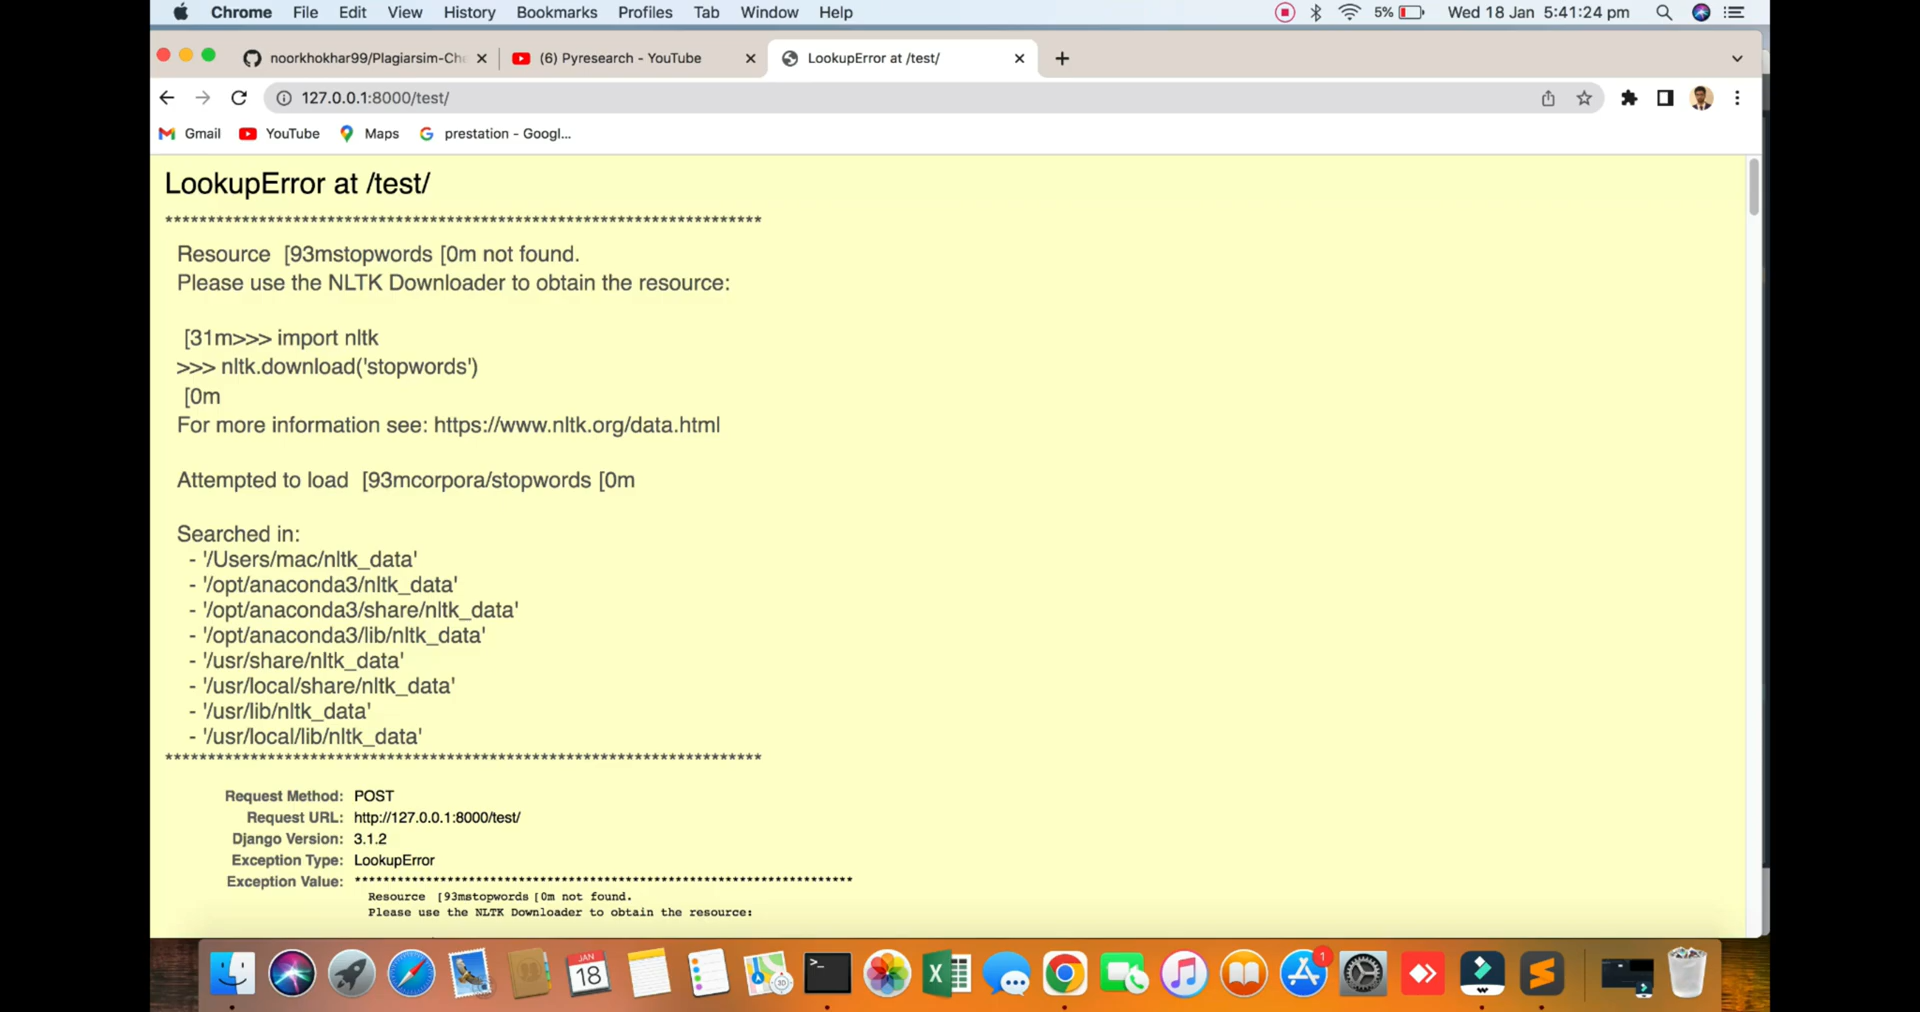 Chrome File Edit View History Bookmarks Profiles Tab Window Help 5% Wed 18 Jan 5:41:24 pm
noorkhokhar99/Plagiarsim-Che (6) Pyresearch - YouTube LookupError at /test/
127.0.0.1:8000/test/
Gmail YouTube Maps prestation - Googl...
LookupError at /test/
**********************************************************************
Resource [93mstopwords [0m not found.
Please use the NLTK Downloader to obtain the resource:
[31m>>> import nltk
>>> nltk.download('stopwords')
[0m
For more information see: https://www.nltk.org/data.html
Attempted to load [93mcorpora/stopwords [0m
Searched in:
- '/Users/mac/nltk_data'
- '/opt/anaconda3/nltk_data'
- '/opt/anaconda3/share/nltk_data'
- '/opt/anaconda3/lib/nltk_data'
- '/usr/share/nltk_data'
- '/usr/local/share/nltk_data'
- '/usr/lib/nltk_data'
- '/usr/local/lib/nltk_data'
**********************************************************************
Request Method: POST
Request URL: http://127.0.0.1:8000/test/
Django Version: 3.1.2
Exception Type: LookupError
Exception Value: **********************************************************************
Resource [93mstopwords [0m not found.
Please use the NLTK Downloader to obtain the resource:
JAN
18
1